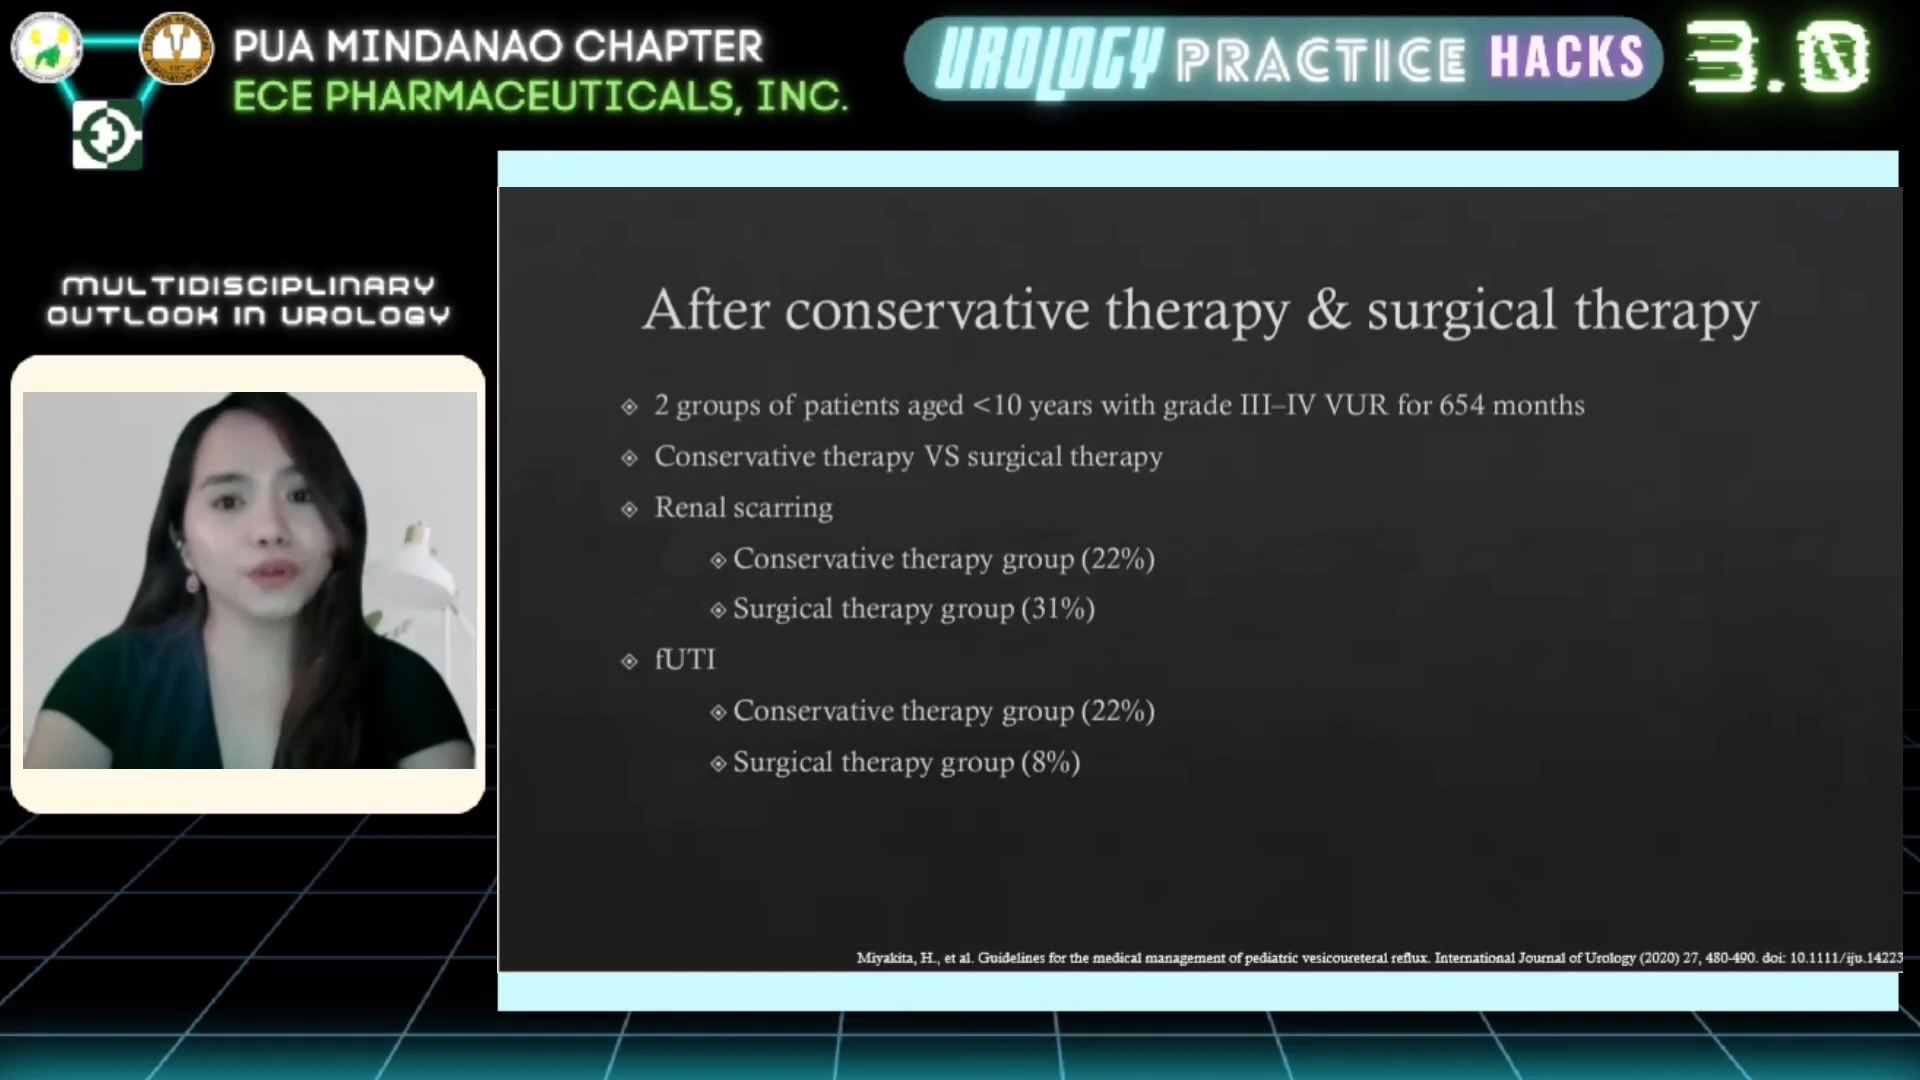 PUA MINDANAO CHAPTER
ECE PHARMACEUTICALS, INC.
UROLOGY PRACTICE HACKS 3.0
MULTIDISCIPLINARY
OUTLOOK IN UROLOGY
After conservative therapy & surgical therapy
2 groups of patients aged <10 years with grade III–IV VUR for 654 months
Conservative therapy VS surgical therapy
Renal scarring
Conservative therapy group (22%)
Surgical therapy group (31%)
fUTI
Conservative therapy group (22%)
Surgical therapy group (8%)
Miyakita, H., et al. Guidelines for the medical management of pediatric vesicoureteral reflux. International Journal of Urology (2020) 27, 480-490. doi: 10.1111/iju.14223